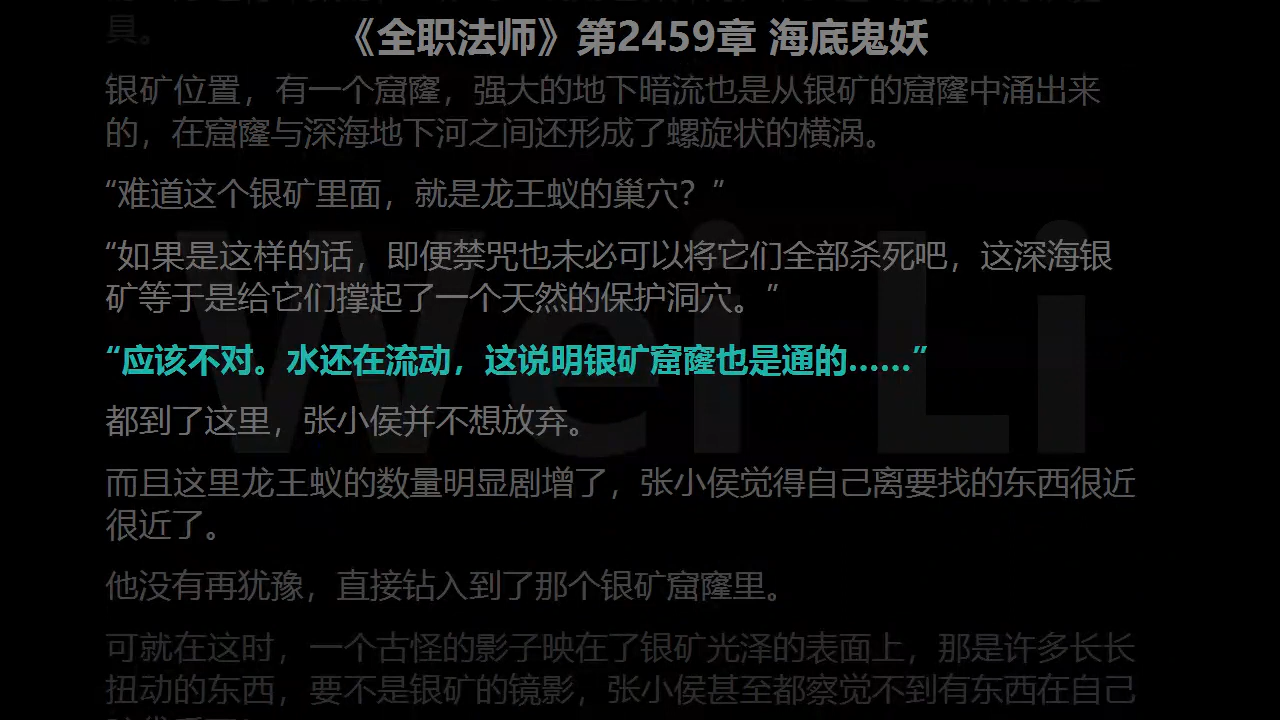 具。
《全职法师》第2459章 海底鬼妖
银矿位置，有一个窟窿，强大的地下暗流也是从银矿的窟窿中涌出来
的，在窟窿与深海地下河之间还形成了螺旋状的横涡。
“难道这个银矿里面，就是龙王蚁的巢穴？”
“如果是这样的话，即便禁咒也未必可以将它们全部杀死吧，这深海银
矿等于是给它们撑起了一个天然的保护洞穴。”
“应该不对。水还在流动，这说明银矿窟窿也是通的……”
都到了这里，张小侯并不想放弃。
而且这里龙王蚁的数量明显剧增了，张小侯觉得自己离要找的东西很近
很近了。
他没有再犹豫，直接钻入到了那个银矿窟窿里。
可就在这时，一个古怪的影子映在了银矿光泽的表面上，那是许多长长
扭动的东西，要不是银矿的镜影，张小侯甚至都察觉不到有东西在自己
Wei Li